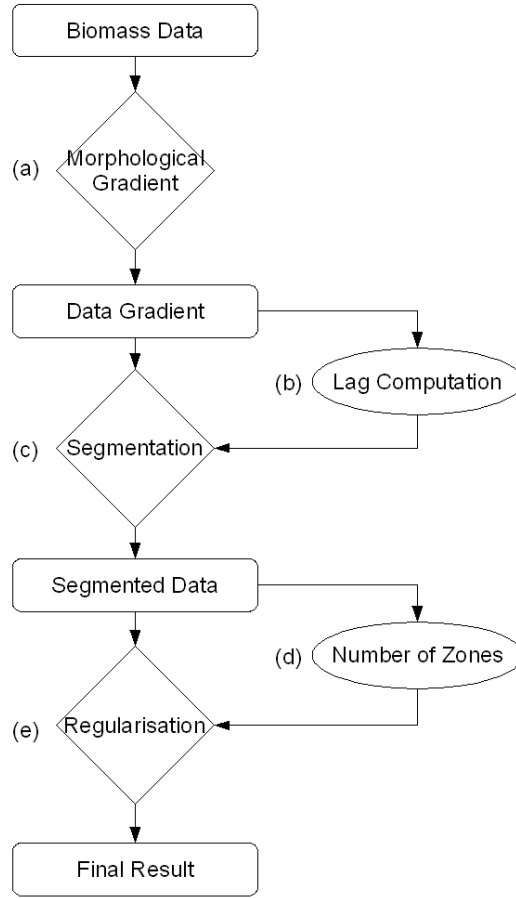 Biomass Data
(a)
Morphological
Gradient
Data Gradient
(b)
Lag Computation
(c)
Segmentation
Segmented Data
(d)
Number of Zones
(e)
Regularisation
Final Result